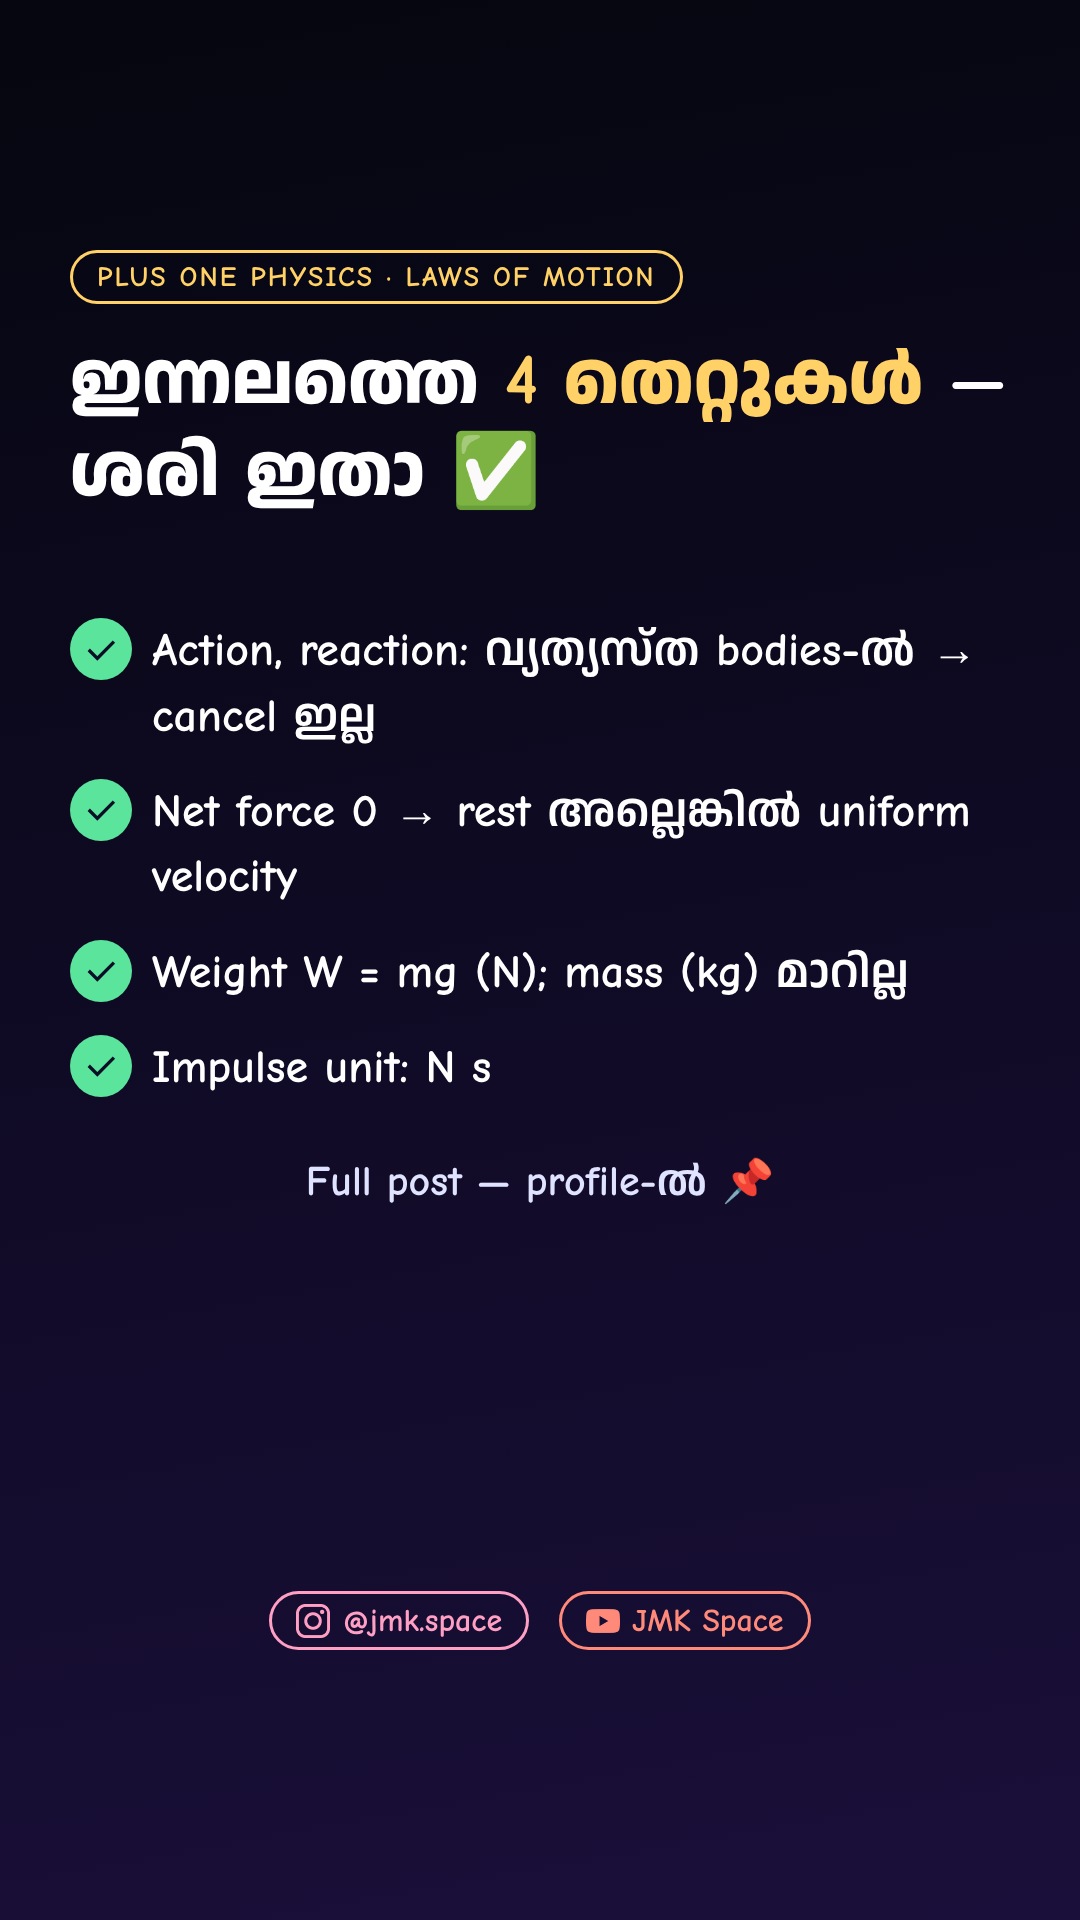 PLUS ONE PHYSICS · LAWS OF MOTION
ഇന്നലത്തെ 4 തെറ്റുകൾ —
ശരി ഇതാ ✅
Action, reaction: വ്യത്യസ്ത bodies-ൽ →
cancel ഇല്ല
Net force 0 → rest അല്ലെങ്കിൽ uniform
velocity
Weight W = mg (N); mass (kg) മാറില്ല
Impulse unit: N s
Full post — profile-ൽ 📌
@jmk.space
JMK Space